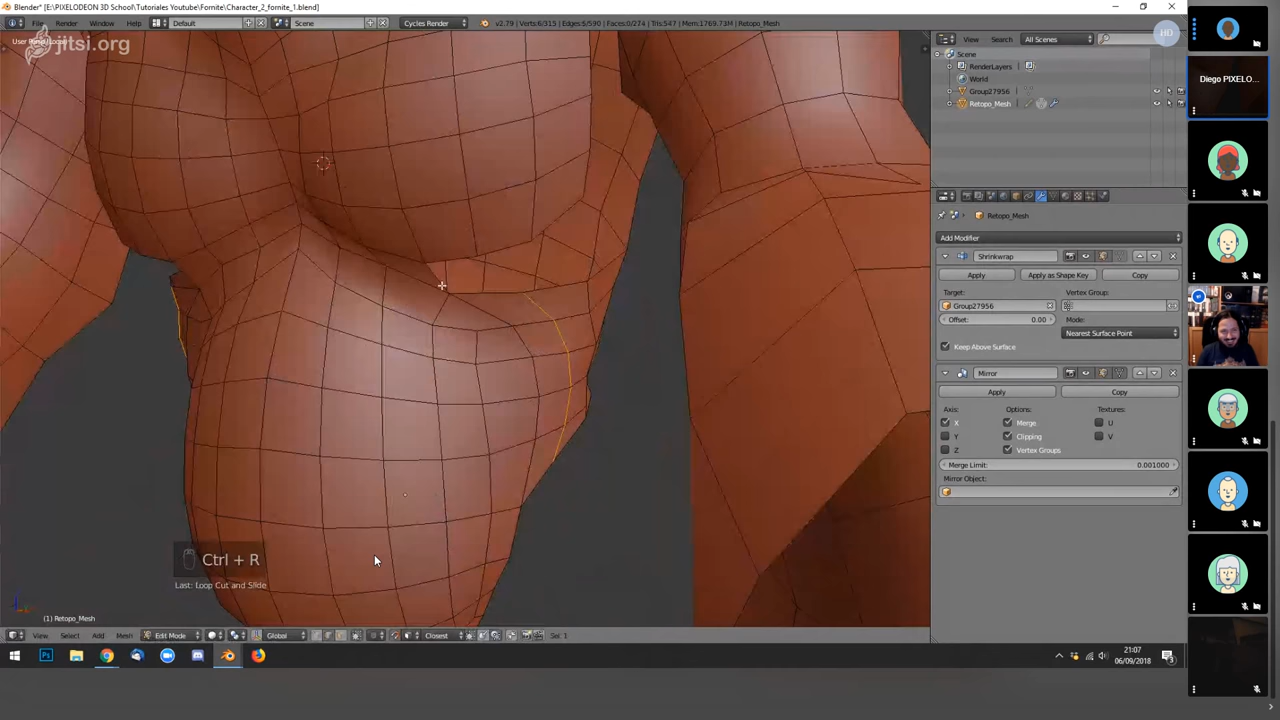 Blender* [E:\PIXELODEON 3D School\Tutoriales Youtube\Fornite\Character_2_fornite_1.blend]
File Render Window Help Default Scene Cycles Render v2.79 | Verts:6/315 | Edges:5/590 | Faces:0/274 | Tris:547 | Mem:1769.73M | Retopo_Mesh
jitsi.org
HD
View Search All Scenes
Scene
RenderLayers
World
Group27956
Retopo_Mesh
Retopo_Mesh
Add Modifier
Shrinkwrap
Apply Apply as Shape Key Copy
Target: Vertex Group:
Group27956
Offset: 0.00 Mode:
Nearest Surface Point
Keep Above Surface
Mirror
Apply Copy
Axis: Options: Textures:
X Merge U
Y Clipping V
Z Vertex Groups
Merge Limit: 0.001000
Mirror Object:
Ctrl + R
Last: Loop Cut and Slide
(1) Retopo_Mesh
View Select Add Mesh Edit Mode Global Closest Sel: 1
21:07
06/09/2018
3
Diego PIXELO...